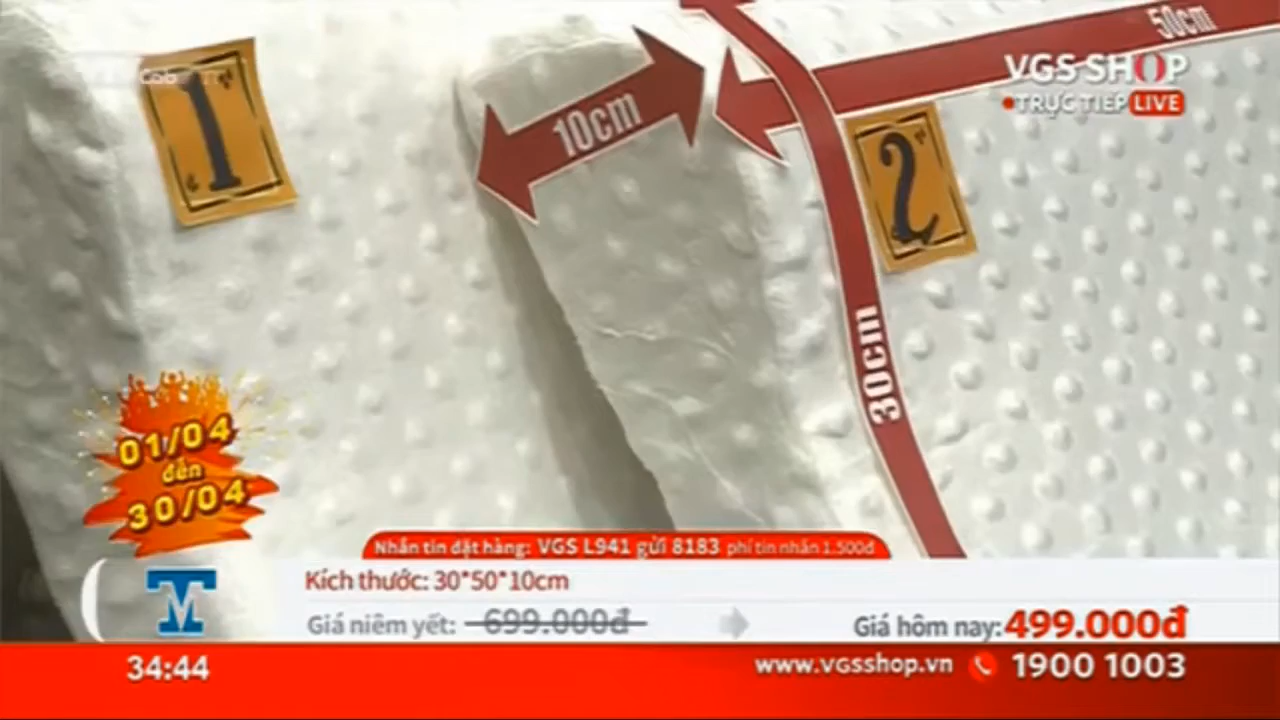 1
10cm
50cm
VGS SHOP
TRỰC TIẾP LIVE
2
30cm
01/04
đến
30/04
Nhắn tin đặt hàng: VGS L941 gửi 8183 phí tin nhắn 1.500đ
Kích thước: 30*50*10cm
Giá niêm yết: 699.000đ
Giá hôm nay: 499.000đ
34:44
www.vgsshop.vn 1900 1003